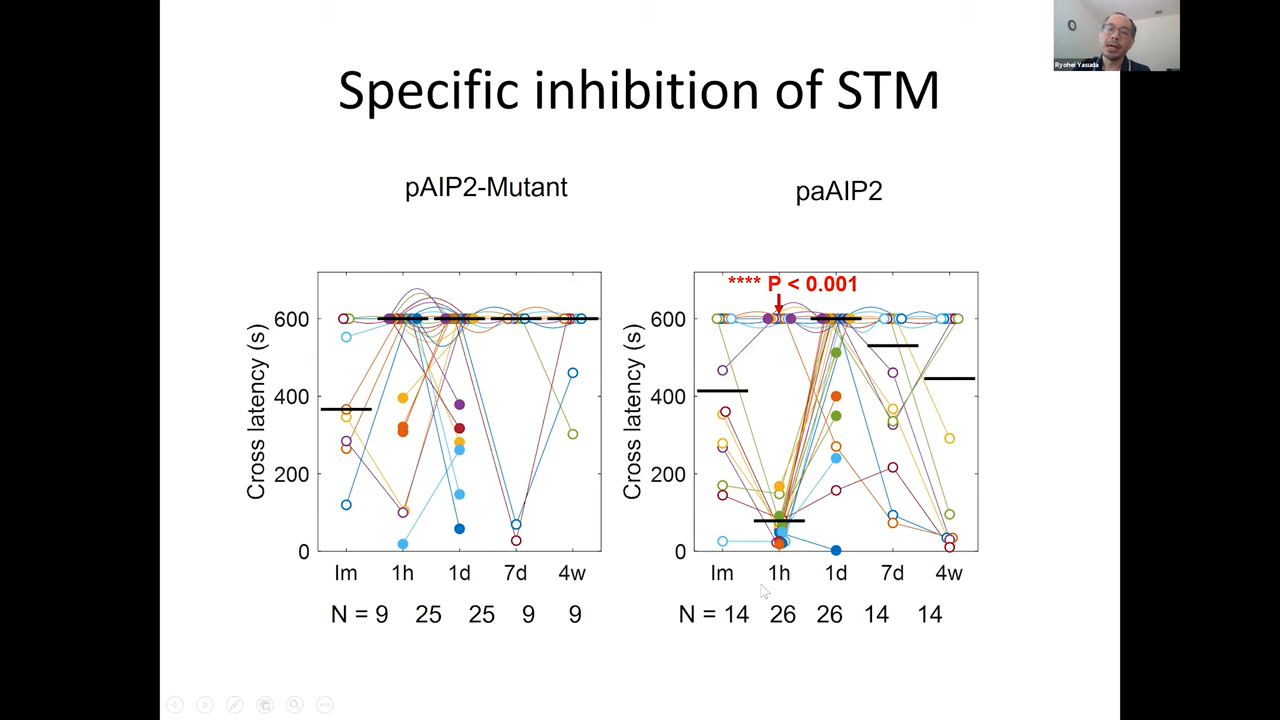 Ryohei Yasuda
Specific inhibition of STM
pAIP2-Mutant
paAIP2
Cross latency (s)
600
400
200
0
Im 1h 1d 7d 4w
N = 9 25 25 9 9
**** P < 0.001
Cross latency (s)
600
400
200
0
Im 1h 1d 7d 4w
N = 14 26 26 14 14